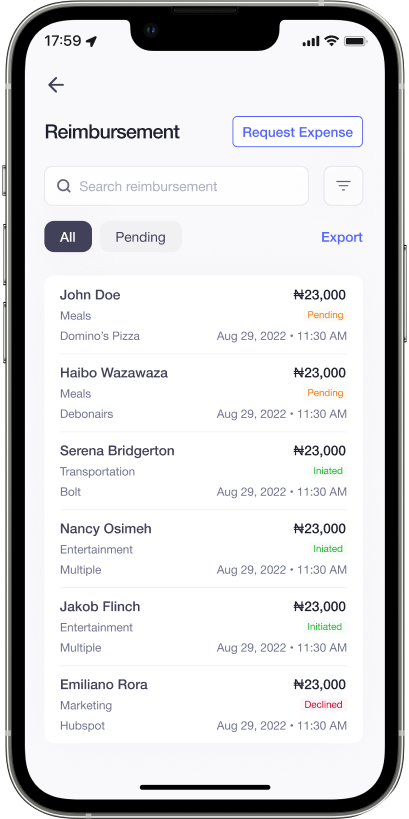 17:59
Reimbursement
Request Expense
Search reimbursement
All
Pending
Export
John Doe ₦23,000
Meals Pending
Domino’s Pizza Aug 29, 2022 • 11:30 AM
Haibo Wazawaza ₦23,000
Meals Pending
Debonairs Aug 29, 2022 • 11:30 AM
Serena Bridgerton ₦23,000
Transportation Iniated
Bolt Aug 29, 2022 • 11:30 AM
Nancy Osimeh ₦23,000
Entertainment Iniated
Multiple Aug 29, 2022 • 11:30 AM
Jakob Flinch ₦23,000
Entertainment Initiated
Multiple Aug 29, 2022 • 11:30 AM
Emiliano Rora ₦23,000
Marketing Declined
Hubspot Aug 29, 2022 • 11:30 AM